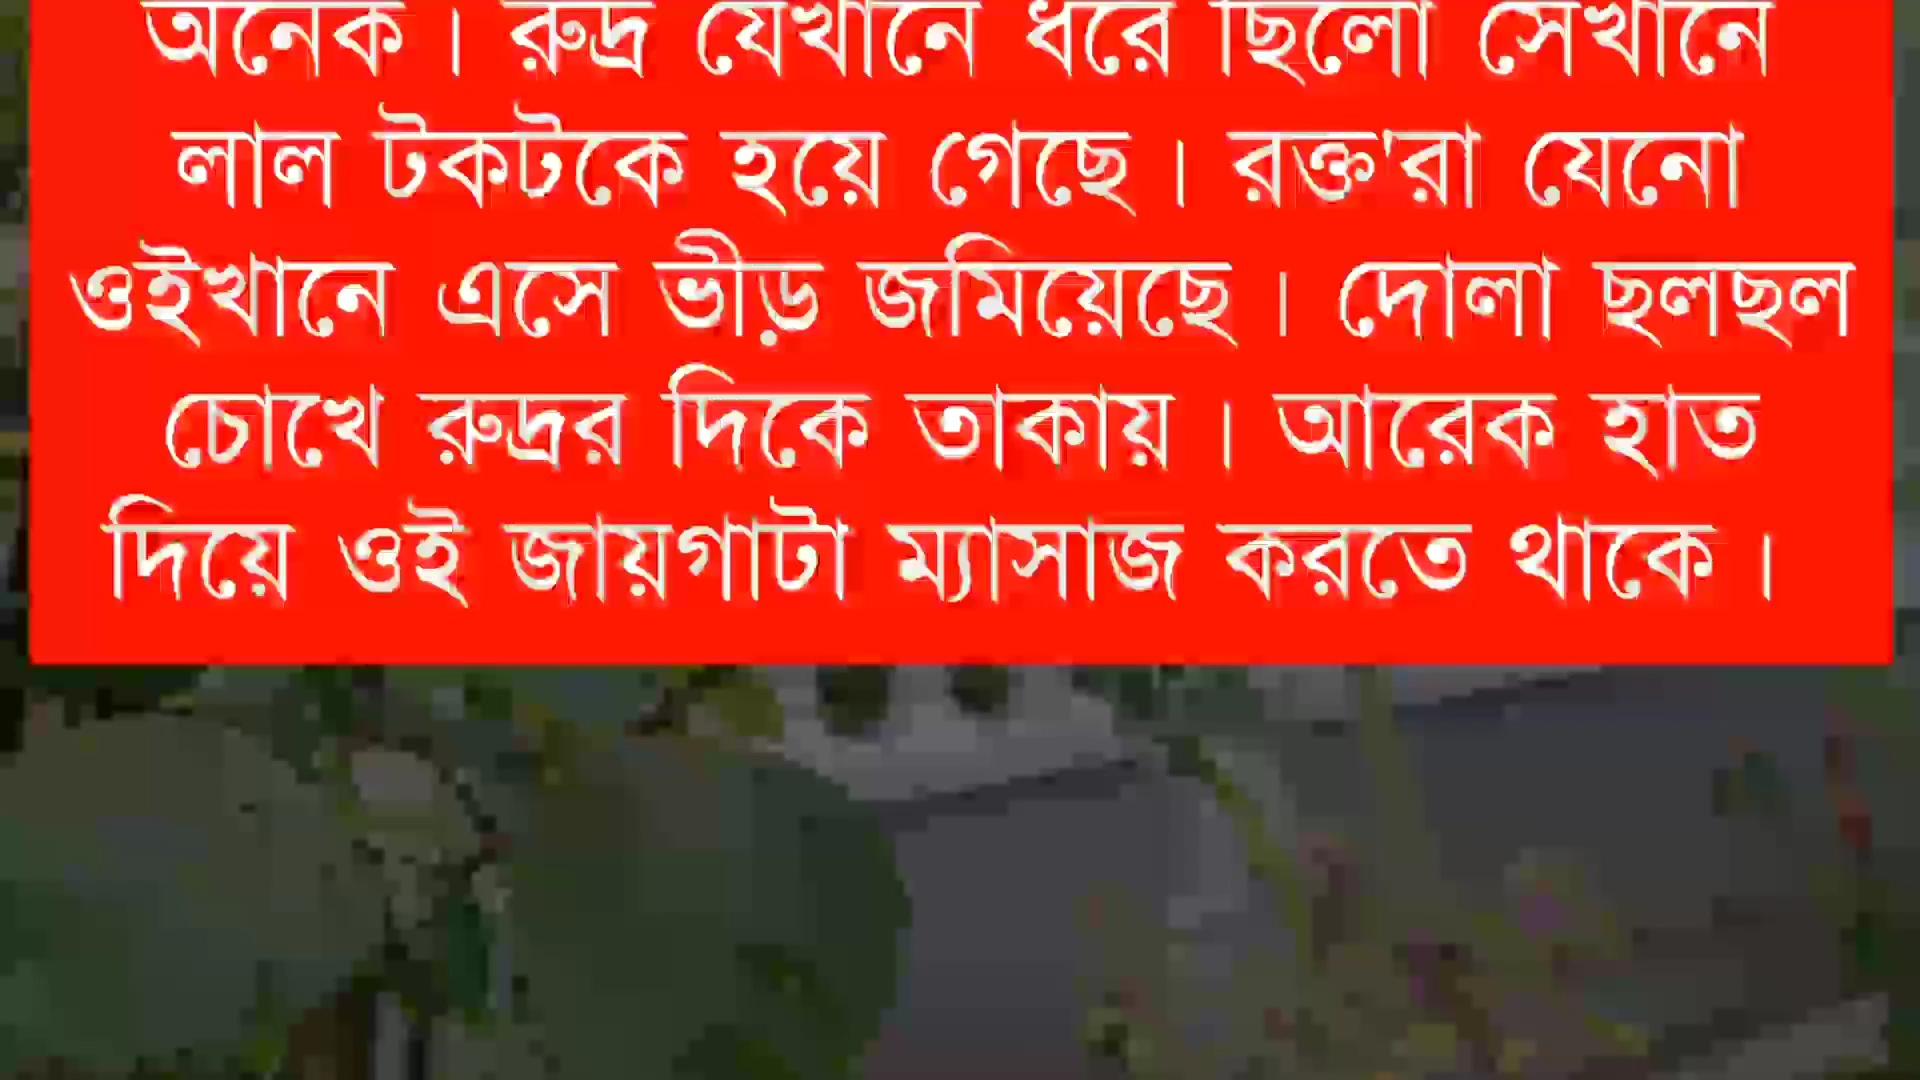 অনেক। রুদ্র যেখানে ধরে ছিলো সেখানে
লাল টকটকে হয়ে গেছে। রক্ত'রা যেনো
ওইখানে এসে ভীড় জমিয়েছে। দোলা ছলছল
চোখে রুদ্রর দিকে তাকায়। আরেক হাত
দিয়ে ওই জায়গাটা ম্যাসাজ করতে থাকে।